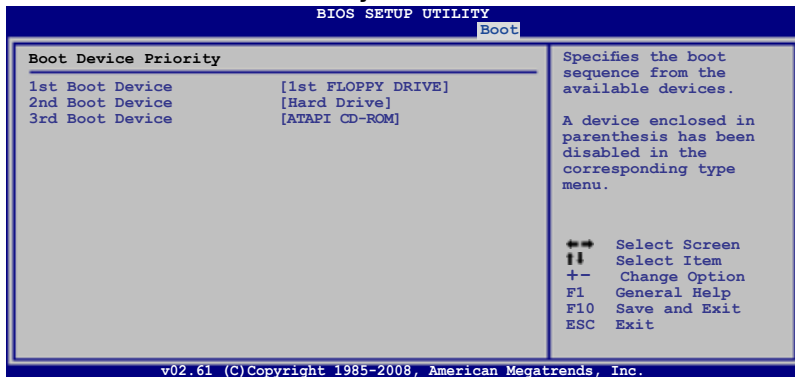 BIOS SETUP UTILITY
Boot
Boot Device Priority
1st Boot Device [1st FLOPPY DRIVE]
2nd Boot Device [Hard Drive]
3rd Boot Device [ATAPI CD-ROM]
Specifies the boot
sequence from the
available devices.
A device enclosed in
parenthesis has been
disabled in the
corresponding type
menu.
←→ Select Screen
↑↓ Select Item
+- Change Option
F1 General Help
F10 Save and Exit
ESC Exit
v02.61 (C)Copyright 1985-2008, American Megatrends, Inc.